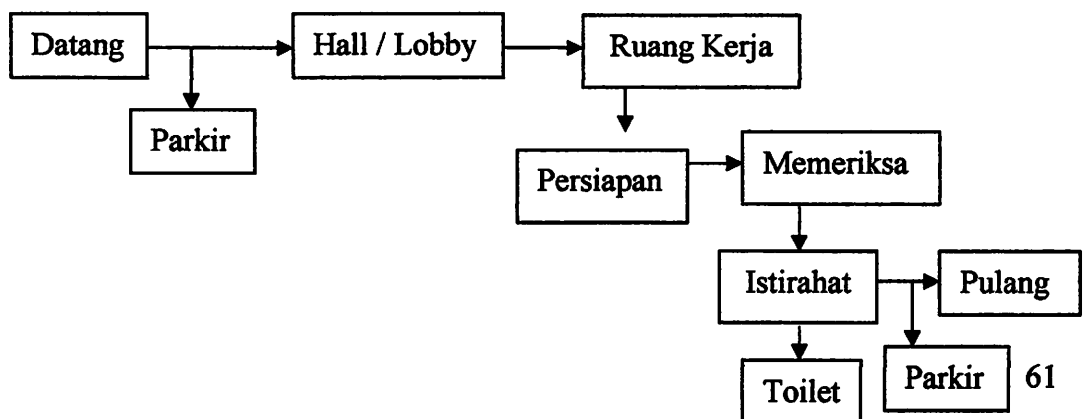 Datang
Hall / Lobby
Ruang Kerja
Parkir
Persiapan
Memeriksa
Istirahat
Pulang
Toilet
Parkir
61